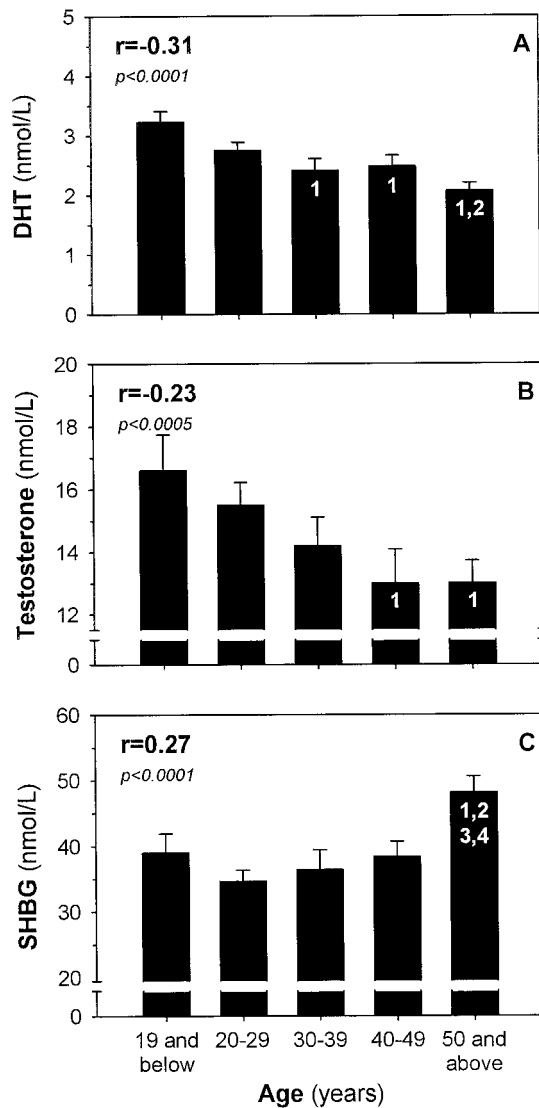 5
4
3
2
1
0
DHT (nmol/L)
r=-0.31
p<0.0001
A
1
1
1,2
20
18
16
14
12
0
Testosterone (nmol/L)
r=-0.23
p<0.0005
B
1
1
60
50
40
30
20
0
SHBG (nmol/L)
r=0.27
p<0.0001
C
1,2
3,4
19 and
below
20-29
30-39
40-49
50 and
above
Age (years)